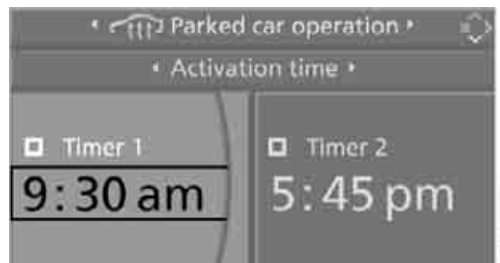 Parked car operation
Activation time
Timer 1
Timer 2
9:30 am
5:45 pm